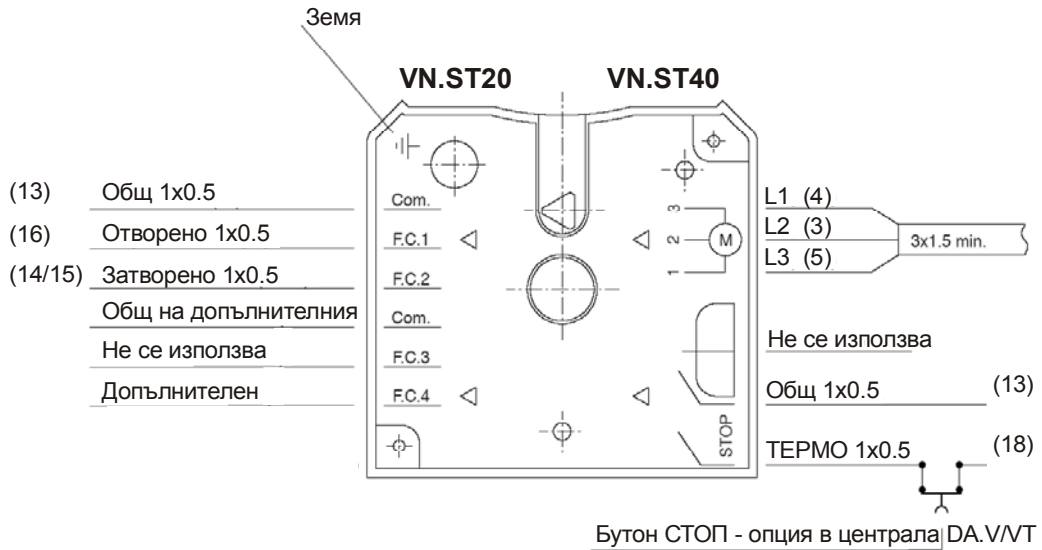 Земя
VN.ST20 VN.ST40
(13) Общ 1x0.5 Com.
(16) Отворено 1x0.5 F.C.1
(14/15) Затворено 1x0.5 F.C.2
Общ на допълнителния Com.
Не се използва F.C.3
Допълнителен F.C.4
3 L1 (4)
2 M L2 (3) 3x1.5 min.
1 L3 (5)
Не се използва
Общ 1x0.5 (13)
STOP
ТЕРМО 1x0.5 (18)
Бутон СТОП - опция в централа DA.V/VT